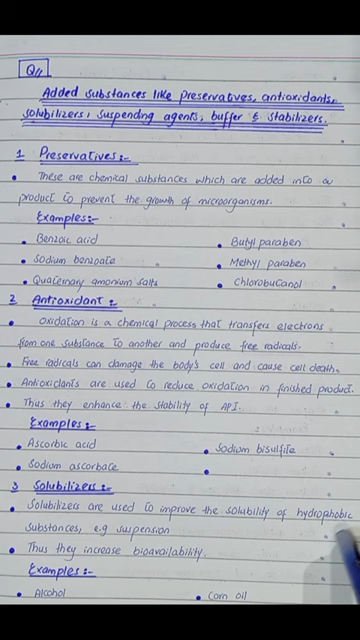 Q11
Added substances like preservatives, antioxidants,
solubilizers, suspending agents, buffer & stabilizers.
1 Preservatives:-
• These are chemical substances which are added into a
product to prevent the growth of microorganisms.
Examples:-
• Benzoic acid
• Butyl paraben
• Sodium benzoate
• Methyl paraben
• Quaternary amonium salts
• Chlorobutanol
2 Antioxidant:-
• Oxidation is a chemical process that transfers electrons
from one substance to another and produce free radicals.
• Free radicals can damage the body's cell and cause cell death.
• Antioxidants are used to reduce oxidation in finished product.
• Thus they enhance the stability of API.
Examples:-
• Ascorbic acid
• Sodium bisulfite
• Sodium ascorbate
•
3 Solubilizers:-
• Solubilizers are used to improve the solubility of hydrophobic
substances, e.g suspension
• Thus they increase bioavailability.
Examples:-
• Alcohol
• Corn oil